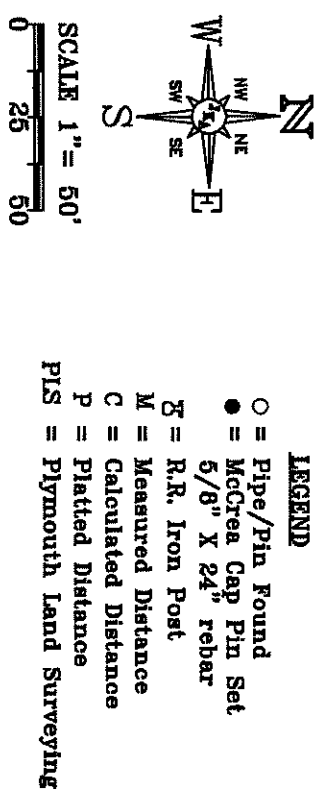 N
NW
NE
W
E
SW
SE
S
SCALE 1"= 50'
0
25
50
LEGEND
○ = Pipe/Pin Found
● = McCrea Cap Pin Set
5/8" X 24" rebar
= R.R. Iron Post
M = Measured Distance
C = Calculated Distance
P = Platted Distance
PLS = Plymouth Land Surveying